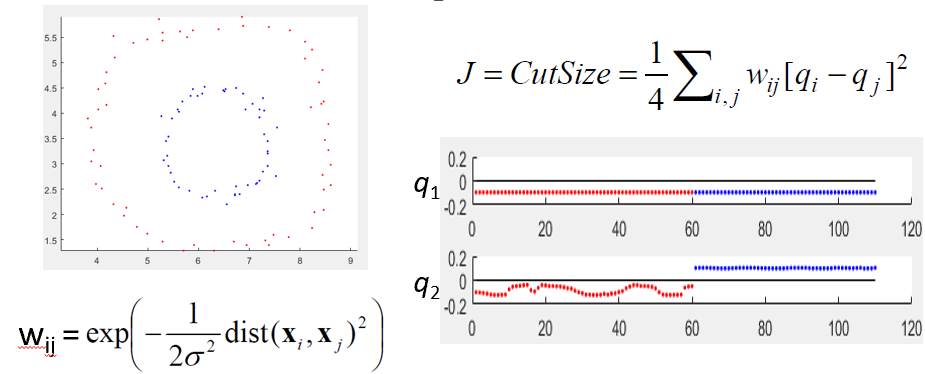 5.5
5
4.5
4
3.5
3
2.5
2
1.5
4 5 6 7 8 9
J = CutSize = 1/4 ∑i,j wij[qi − qj]²
q1
0.2
0
-0.2
0 20 40 60 80 100 120
q2
0.2
0
-0.2
0 20 40 60 80 100 120
wij = exp(−1/2σ² dist(xi, xj)²)